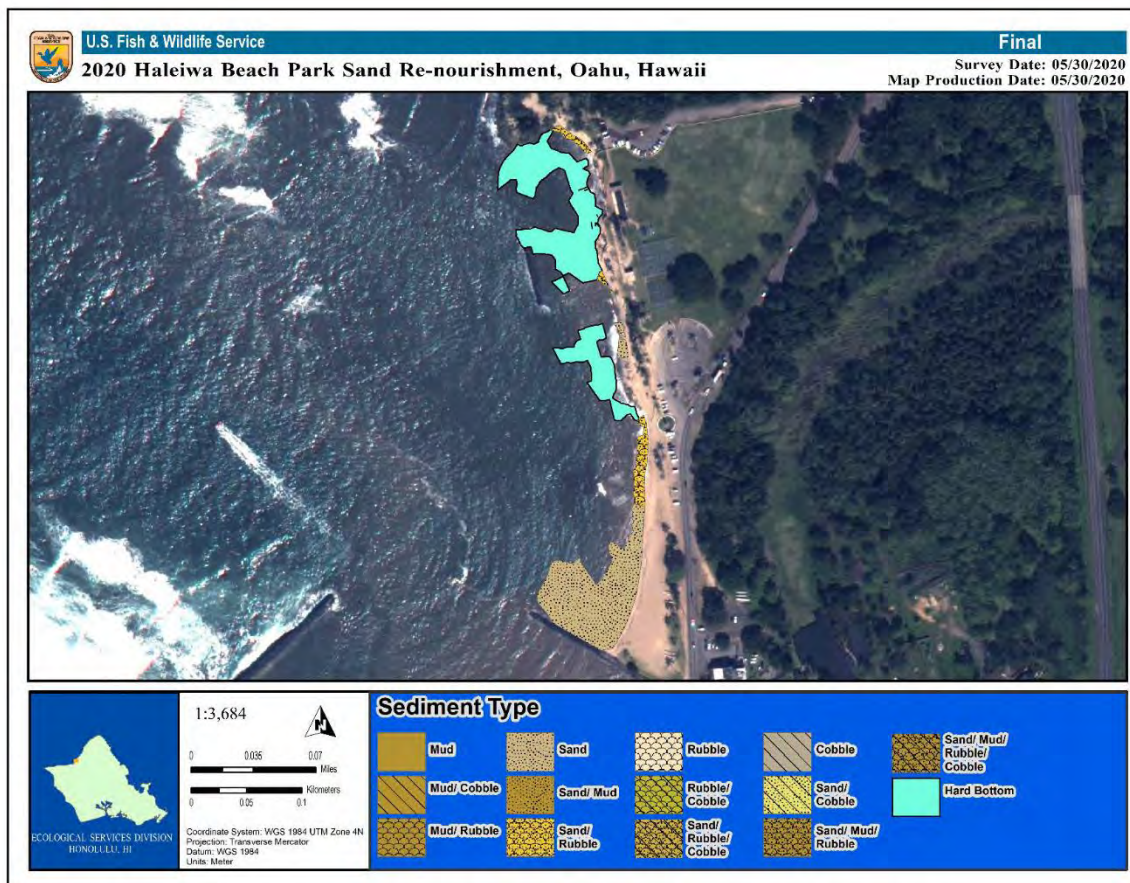 U.S. Fish & Wildlife Service
Final
2020 Haleiwa Beach Park Sand Re-nourishment, Oahu, Hawaii
Survey Date: 05/30/2020
Map Production Date: 05/30/2020
ECOLOGICAL SERVICES DIVISION
HONOLULU, HI
1:3,684
N
0 0.035 0.07
Miles
Kilometers
0 0.05 0.1
Coordinate System: WGS 1984 UTM Zone 4N
Projection: Transverse Mercator
Datum: WGS 1984
Units: Meter
Sediment Type
Mud
Mud/ Cobble
Mud/ Rubble
Sand
Sand/ Mud
Sand/
Rubble
Rubble
Rubble/
Cobble
Sand/
Rubble/
Cobble
Cobble
Sand/
Cobble
Sand/ Mud/
Rubble
Sand/ Mud/
Rubble/
Cobble
Hard Bottom